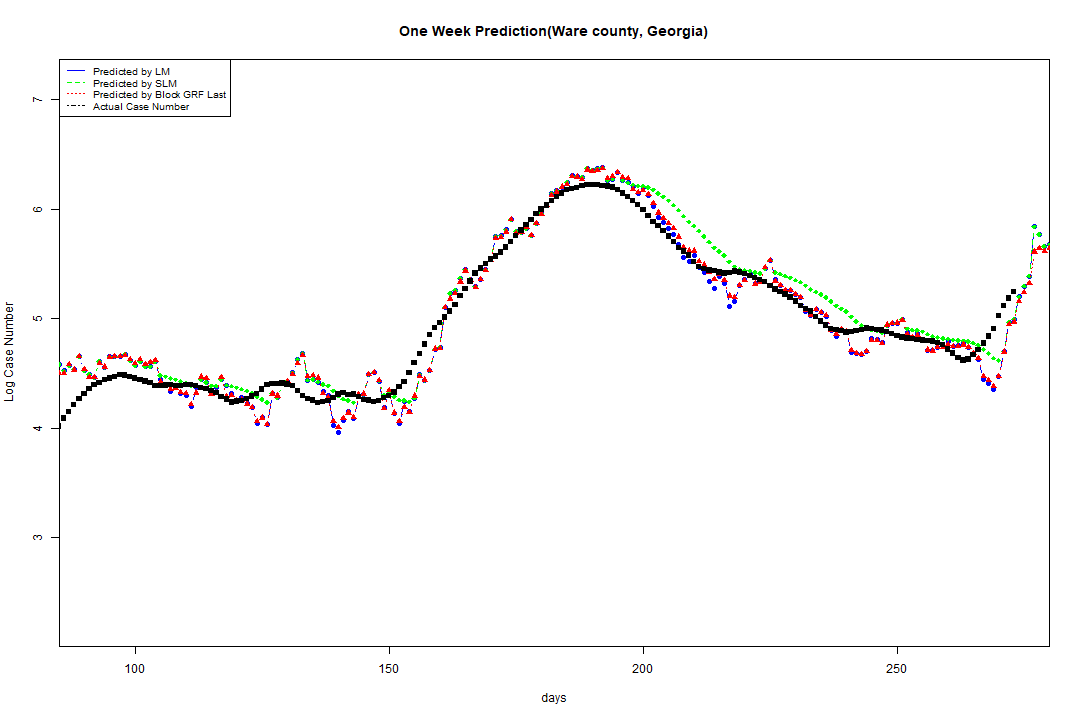 One Week Prediction(Ware county, Georgia)
Predicted by LM
Predicted by SLM
Predicted by Block GRF Last
Actual Case Number
7
6
5
4
3
Log Case Number
100 150 200 250
days